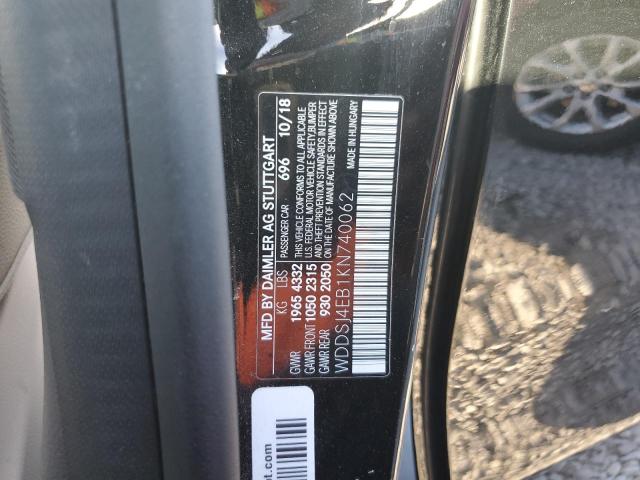 MFD BY DAIMLER AG STUTTGART
PASSENGER CAR 696 10/18
KG LBS
GVWR 1965 4332
GAWR FRONT 1050 2315
GAWR REAR 930 2050
THIS VEHICLE CONFORMS TO ALL APPLICABLE
U.S. FEDERAL MOTOR VEHICLE SAFETY,BUMPER
AND THEFT PREVENTION STANDARDS IN EFFECT
ON THE DATE OF MANUFACTURE SHOWN ABOVE.
MADE IN HUNGARY
WDDSJ4EB1KN740062